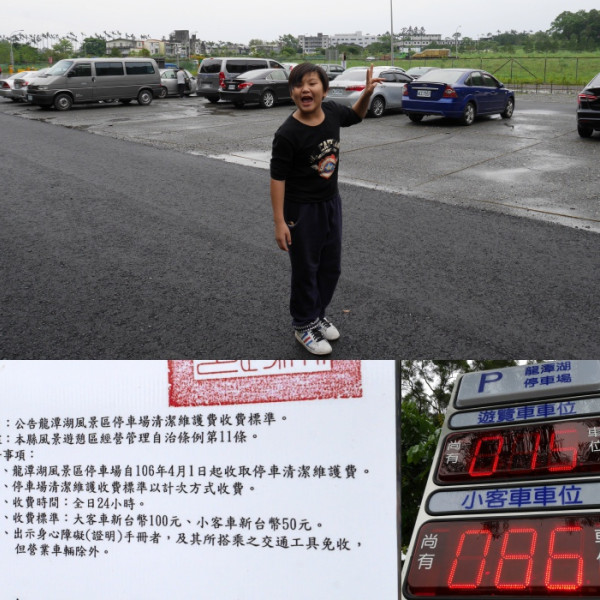 ：公告龍潭湖風景區停車場清潔維護費收費標準。
：本縣風景遊憩區經營管理自治條例第11條。
事項：
、龍潭湖風景區停車場自106年4月1日起收取停車清潔維護費。
、停車場清潔維護收費標準以計次方式收費。
、收費時間：全日24小時。
、收費標準：大客車新台幣100元、小客車新台幣50元。
、出示身心障礙(證明)手冊者，及其所搭乘之交通工具免收，
但營業車輛除外。
P 龍潭湖
停車場
遊覽車車位
尚有 015 車位
小客車車位
尚有 086